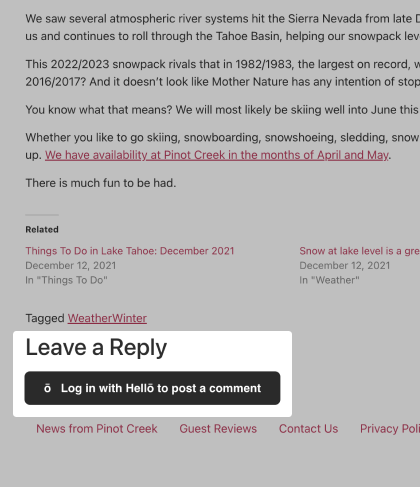 We saw several atmospheric river systems hit the Sierra Nevada from late
us and continues to roll through the Tahoe Basin, helping our snowpack
This 2022/2023 snowpack rivals that in 1982/1983, the largest on record,
2016/2017? And it doesn't look like Mother Nature has any intention of
You know what that means? We will most likely be skiing well into June this
Whether you like to go skiing, snowboarding, snowshoeing, sledding,
up. We have availability at Pinot Creek in the months of April and May.
There is much fun to be had.
Related
Things To Do in Lake Tahoe: December 2021
December 12, 2021
In "Things To Do"
Snow at lake level is a
December 12, 2021
In "Weather"
Tagged WeatherWinter
Leave a Reply
ō Log in with Hellō to post a comment
News from Pinot Creek Guest Reviews Contact Us Privacy